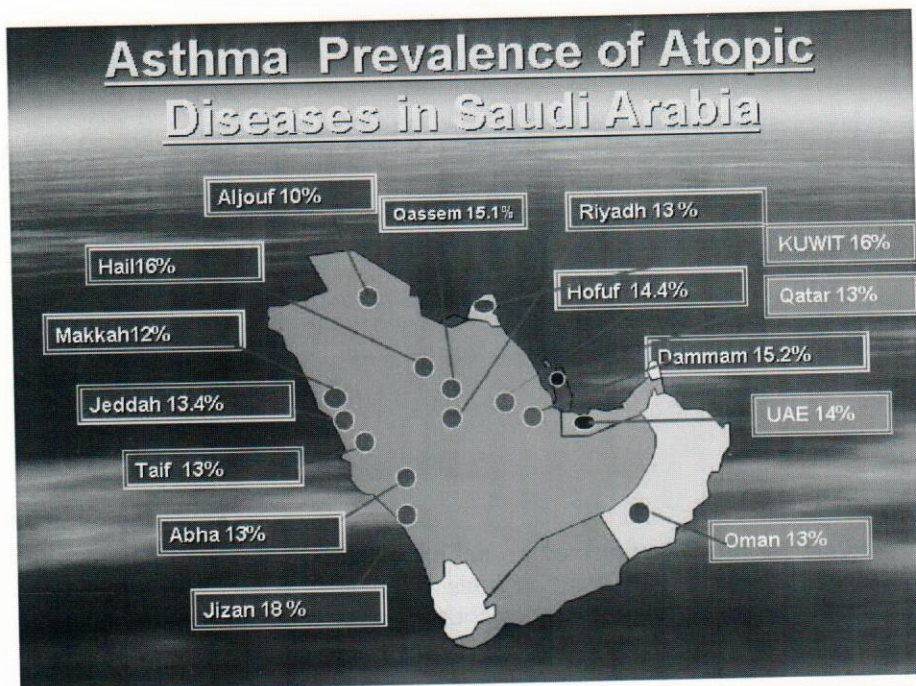 Asthma Prevalence of Atopic
Diseases in Saudi Arabia
Aljouf 10%
Qassem 15.1%
Riyadh 13%
KUWIT 16%
Hail16%
Hofuf 14.4%
Qatar 13%
Makkah12%
Dammam 15.2%
Jeddah 13.4%
UAE 14%
Taif 13%
Abha 13%
Oman 13%
Jizan 18%